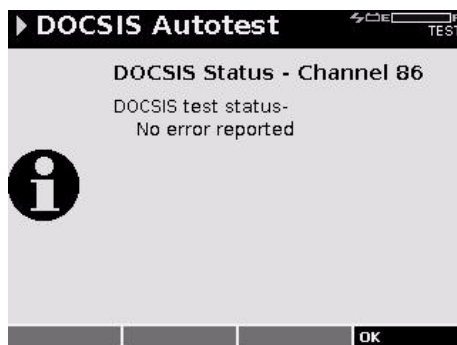 DOCSIS Autotest
E F
TEST
DOCSIS Status - Channel 86
DOCSIS test status-
No error reported
OK